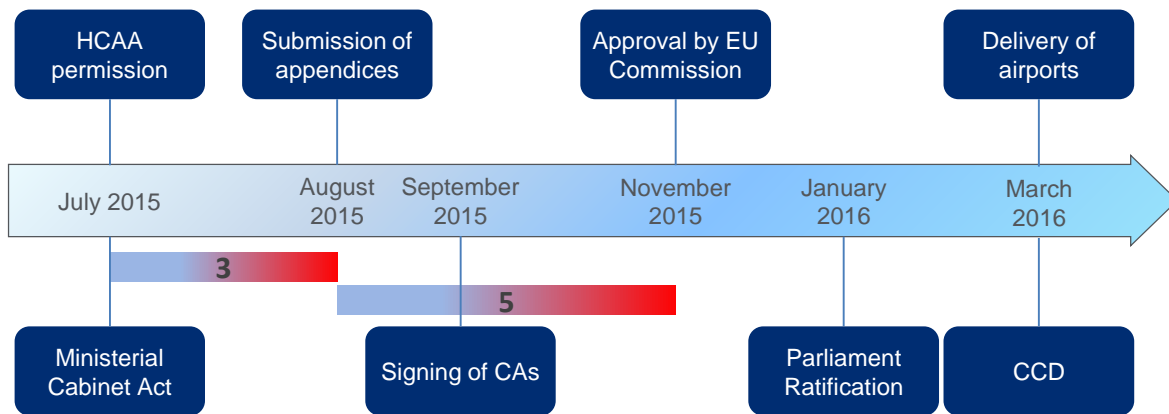 HCAA
permission
Submission of
appendices
Approval by EU
Commission
Delivery of
airports
July 2015
August
2015
September
2015
November
2015
January
2016
March
2016
3
5
Ministerial
Cabinet Act
Signing of CAs
Parliament
Ratification
CCD